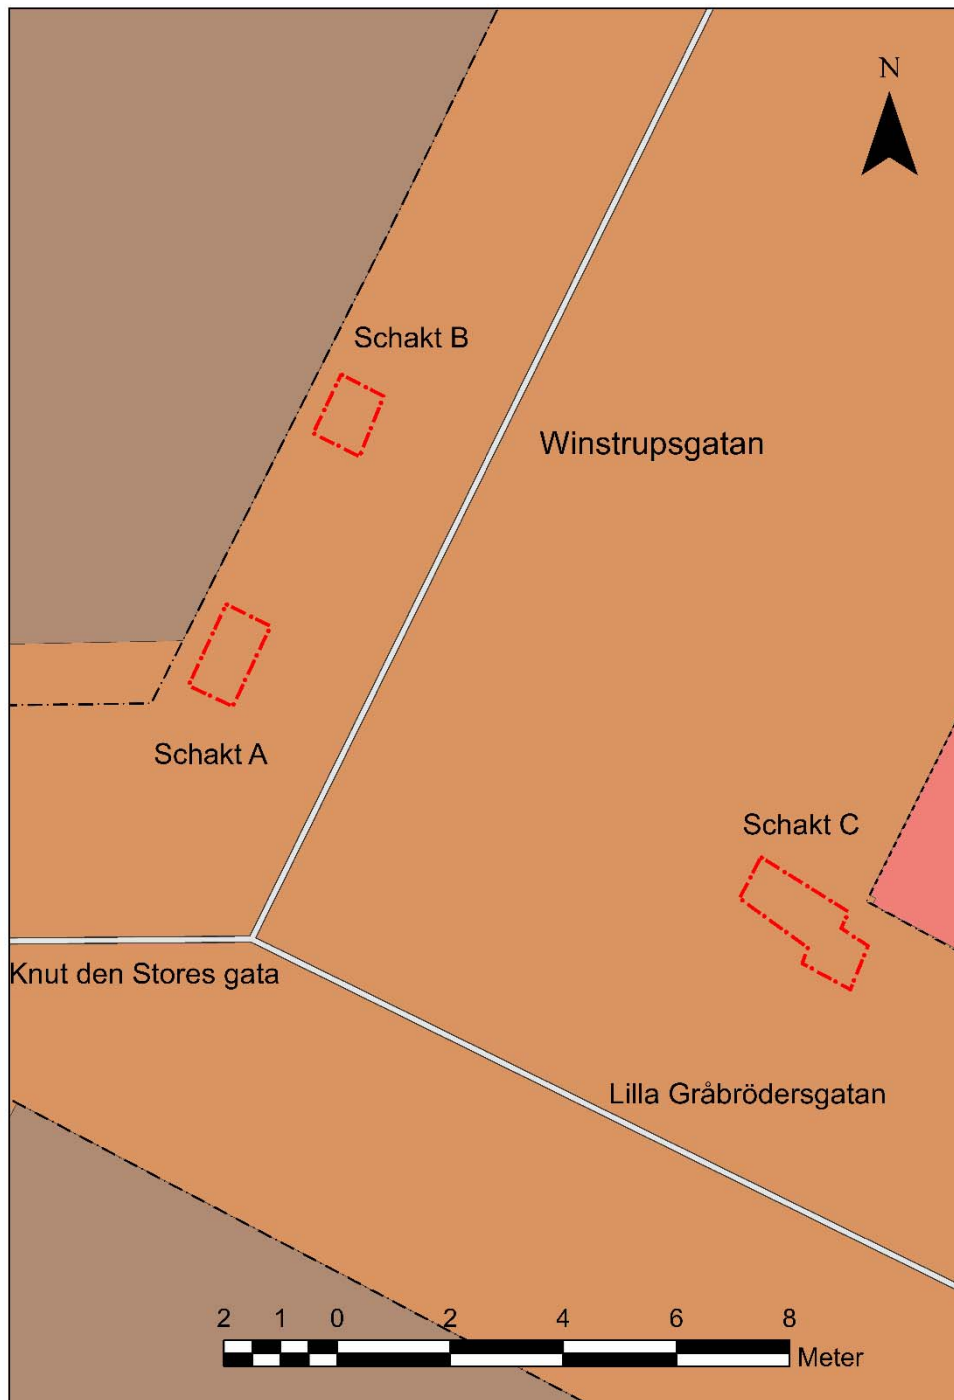 N
Schakt B
Winstrupsgatan
Schakt A
Schakt C
Knut den Stores gata
Lilla Gråbrödersgatan
2 1 0 2 4 6 8
Meter